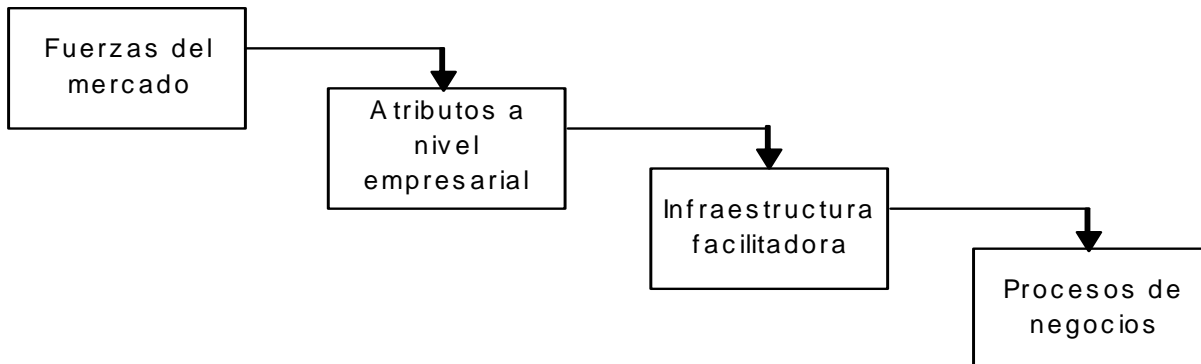 Fuerzas del
mercado
Atributos a
nivel
empresarial
Infraestructura
facilitadora
Procesos de
negocios